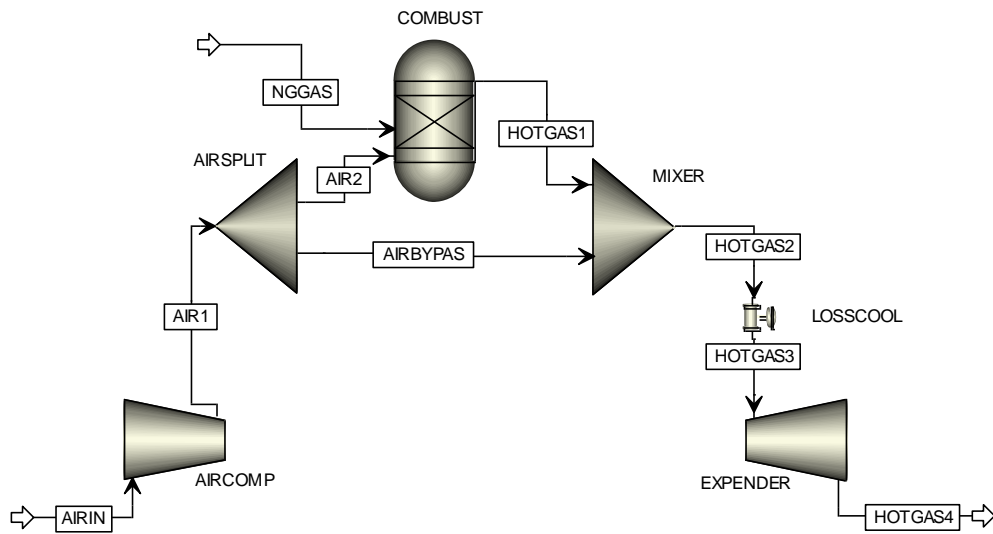 COMBUST
NGGAS
HOTGAS1
AIRSPLIT
AIR2
MIXER
AIRBYPAS
HOTGAS2
AIR1
LOSSCOOL
HOTGAS3
AIRCOMP
EXPENDER
AIRIN
HOTGAS4